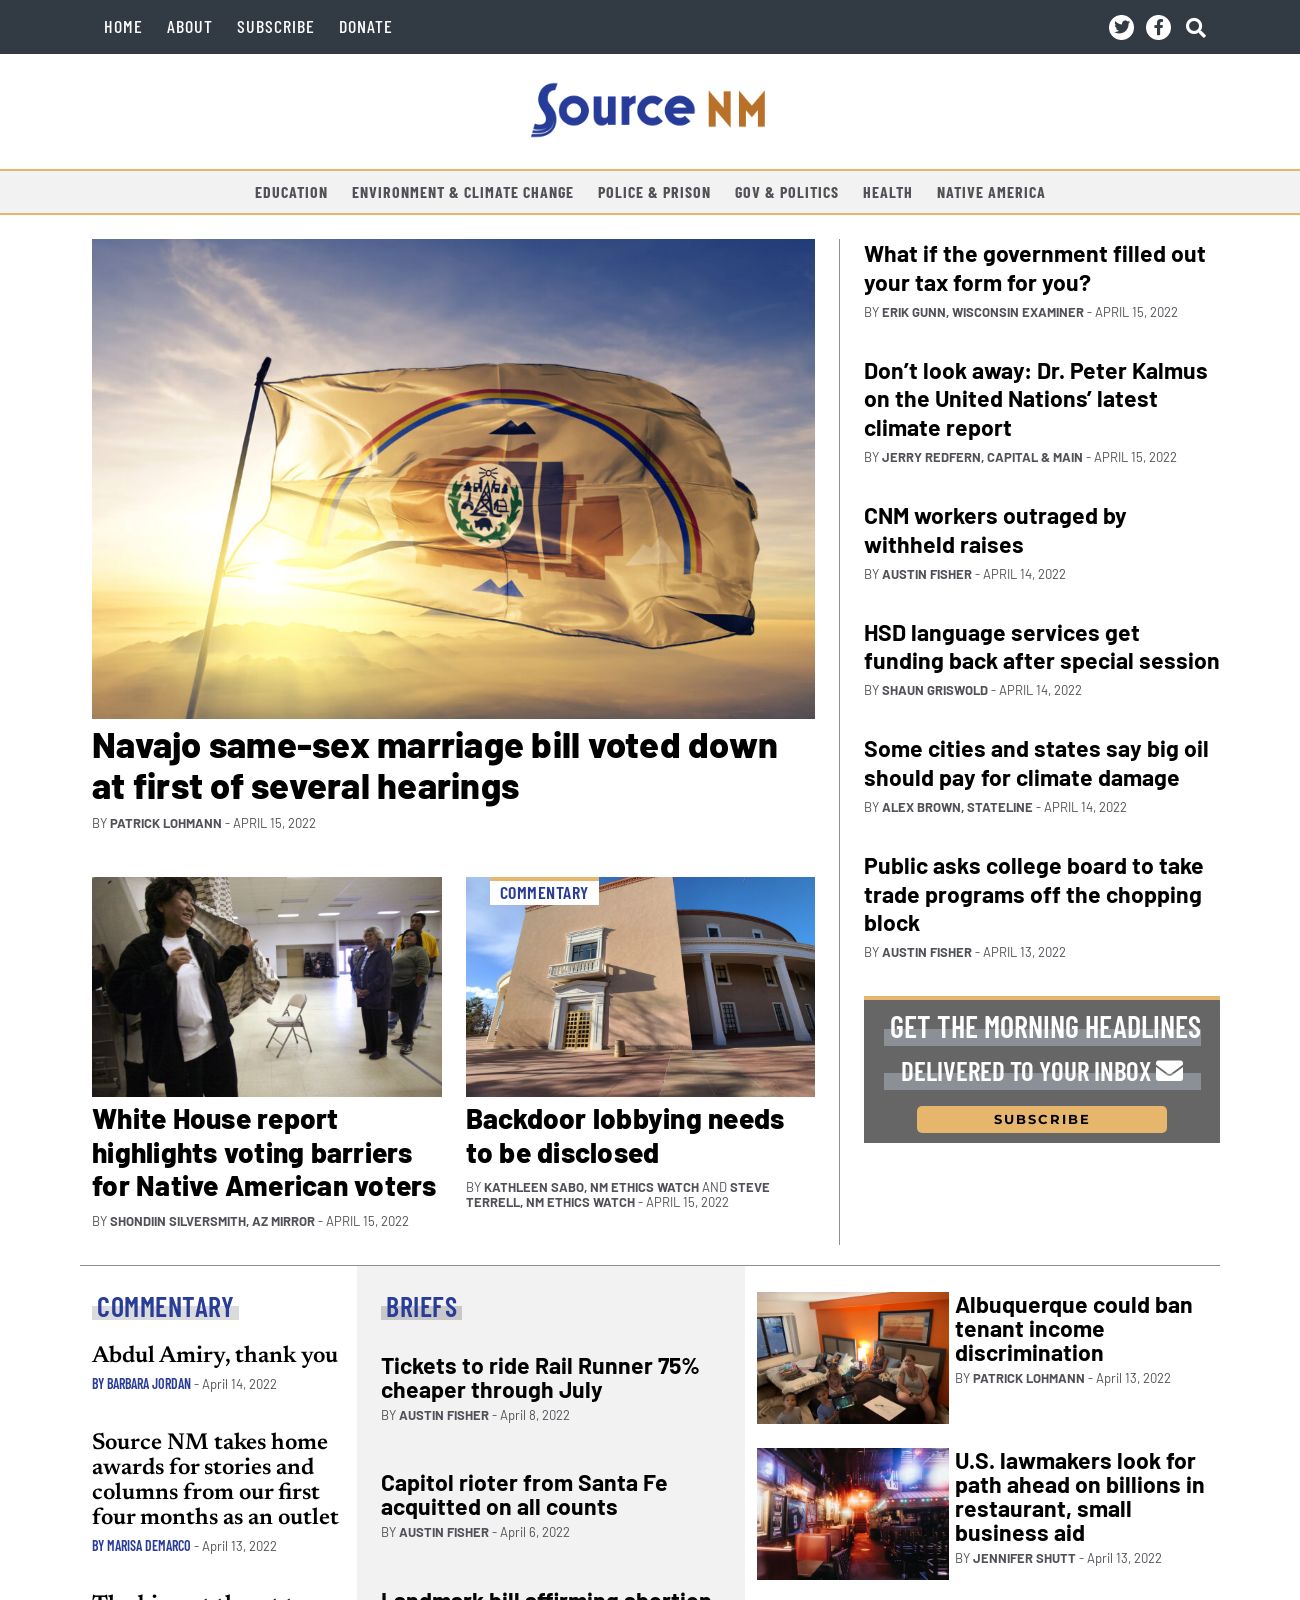 HOME ABOUT SUBSCRIBE DONATE
Source NM
EDUCATION ENVIRONMENT & CLIMATE CHANGE POLICE & PRISON GOV & POLITICS HEALTH NATIVE AMERICA
Navajo same-sex marriage bill voted down
at first of several hearings
BY PATRICK LOHMANN - APRIL 15, 2022
White House report
highlights voting barriers
for Native American voters
BY SHONDIIN SILVERSMITH, AZ MIRROR - APRIL 15, 2022
COMMENTARY
Backdoor lobbying needs
to be disclosed
BY KATHLEEN SABO, NM ETHICS WATCH AND STEVE
TERRELL, NM ETHICS WATCH - APRIL 15, 2022
What if the government filled out
your tax form for you?
BY ERIK GUNN, WISCONSIN EXAMINER - APRIL 15, 2022
Don’t look away: Dr. Peter Kalmus
on the United Nations’ latest
climate report
BY JERRY REDFERN, CAPITAL & MAIN - APRIL 15, 2022
CNM workers outraged by
withheld raises
BY AUSTIN FISHER - APRIL 14, 2022
HSD language services get
funding back after special session
BY SHAUN GRISWOLD - APRIL 14, 2022
Some cities and states say big oil
should pay for climate damage
BY ALEX BROWN, STATELINE - APRIL 14, 2022
Public asks college board to take
trade programs off the chopping
block
BY AUSTIN FISHER - APRIL 13, 2022
GET THE MORNING HEADLINES
DELIVERED TO YOUR INBOX
SUBSCRIBE
COMMENTARY
Abdul Amiry, thank you
BY BARBARA JORDAN - April 14, 2022
Source NM takes home
awards for stories and
columns from our first
four months as an outlet
BY MARISA DEMARCO - April 13, 2022
BRIEFS
Tickets to ride Rail Runner 75%
cheaper through July
BY AUSTIN FISHER - April 8, 2022
Capitol rioter from Santa Fe
acquitted on all counts
BY AUSTIN FISHER - April 6, 2022
Landmark bill affirming abortion
Albuquerque could ban
tenant income
discrimination
BY PATRICK LOHMANN - April 13, 2022
U.S. lawmakers look for
path ahead on billions in
restaurant, small
business aid
BY JENNIFER SHUTT - April 13, 2022